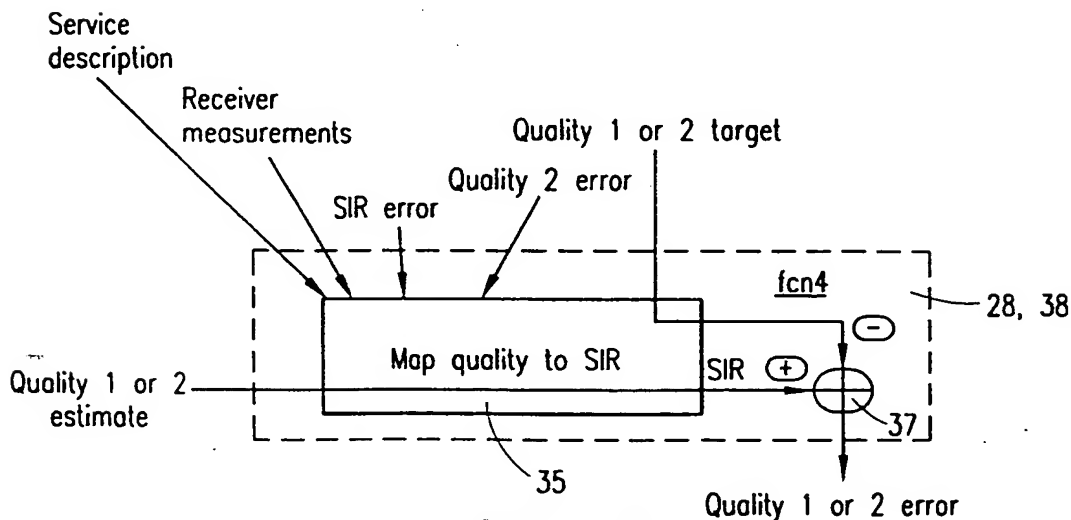 Service
description
Receiver
measurements
Quality 1 or 2 target
Quality 2 error
SIR error
fcn4
28, 38
−
Map quality to SIR
SIR +
Quality 1 or 2
estimate
37
35
Quality 1 or 2 error